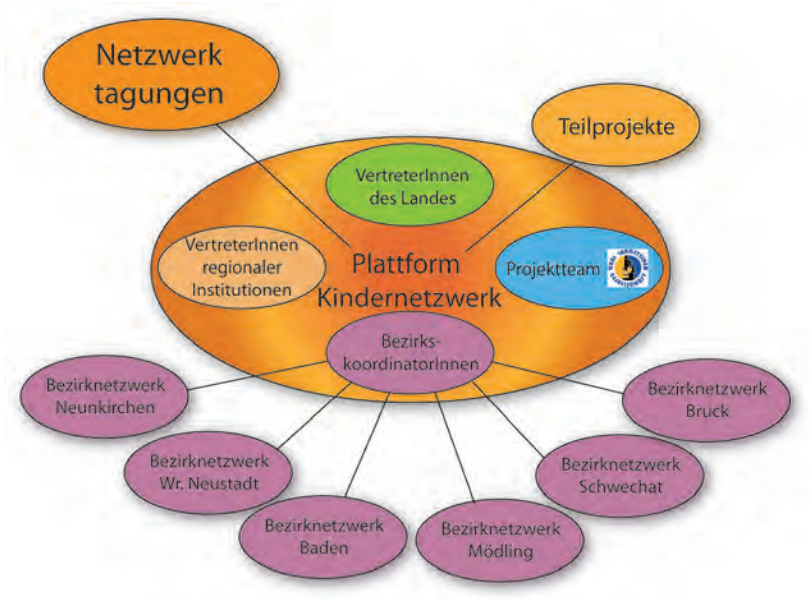 Netzwerk
tagungen
Teilprojekte
VertreterInnen
des Landes
VertreterInnen
regionaler
Institutionen
Plattform
Kindernetzwerk
Projektteam
Bezirks-
koordinatorInnen
Bezirknetzwerk
Neunkirchen
Bezirknetzwerk
Wr. Neustadt
Bezirknetzwerk
Baden
Bezirknetzwerk
Mödling
Bezirknetzwerk
Schwechat
Bezirknetzwerk
Bruck